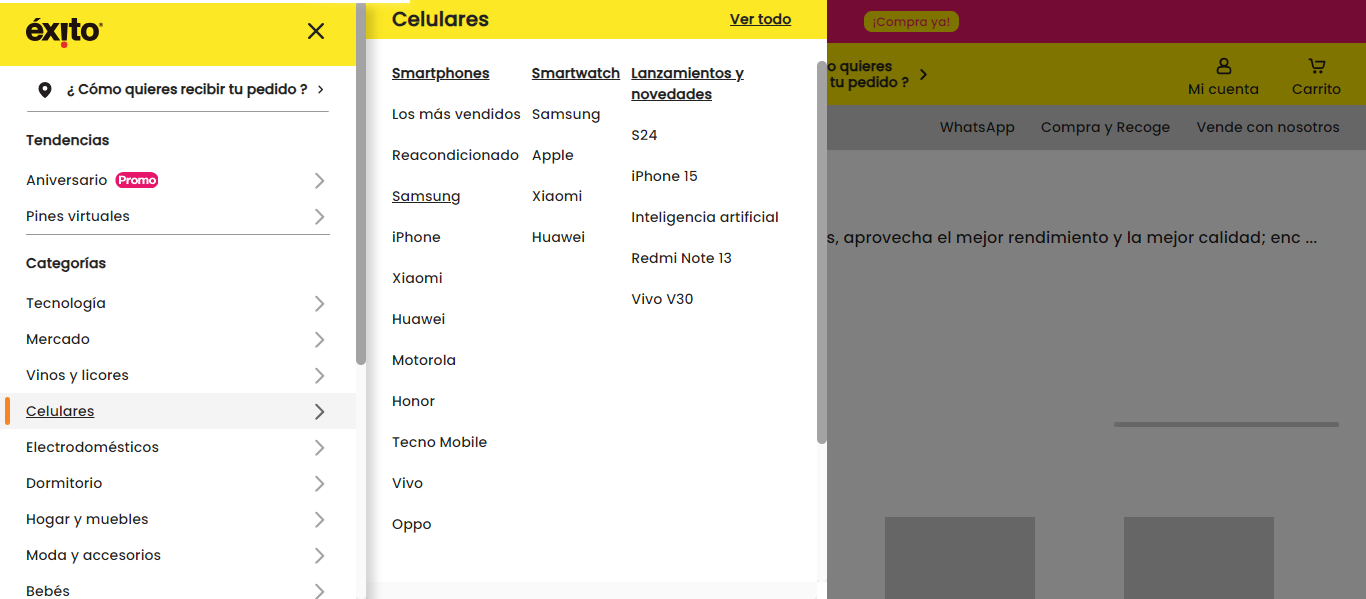 éxito
¿ Cómo quieres recibir tu pedido ?
Tendencias
Aniversario Promo
Pines virtuales
Categorías
Tecnología
Mercado
Vinos y licores
Celulares
Electrodomésticos
Dormitorio
Hogar y muebles
Moda y accesorios
Bebés
Celulares
Ver todo
Smartphones
Los más vendidos
Reacondicionado
Samsung
iPhone
Xiaomi
Huawei
Motorola
Honor
Tecno Mobile
Vivo
Oppo
Smartwatch
Samsung
Apple
Xiaomi
Huawei
Lanzamientos y
novedades
S24
iPhone 15
Inteligencia artificial
Redmi Note 13
Vivo V30
¡Compra ya!
o quieres
tu pedido ?
Mi cuenta
Carrito
WhatsApp
Compra y Recoge
Vende con nosotros
s, aprovecha el mejor rendimiento y la mejor calidad; enc ...